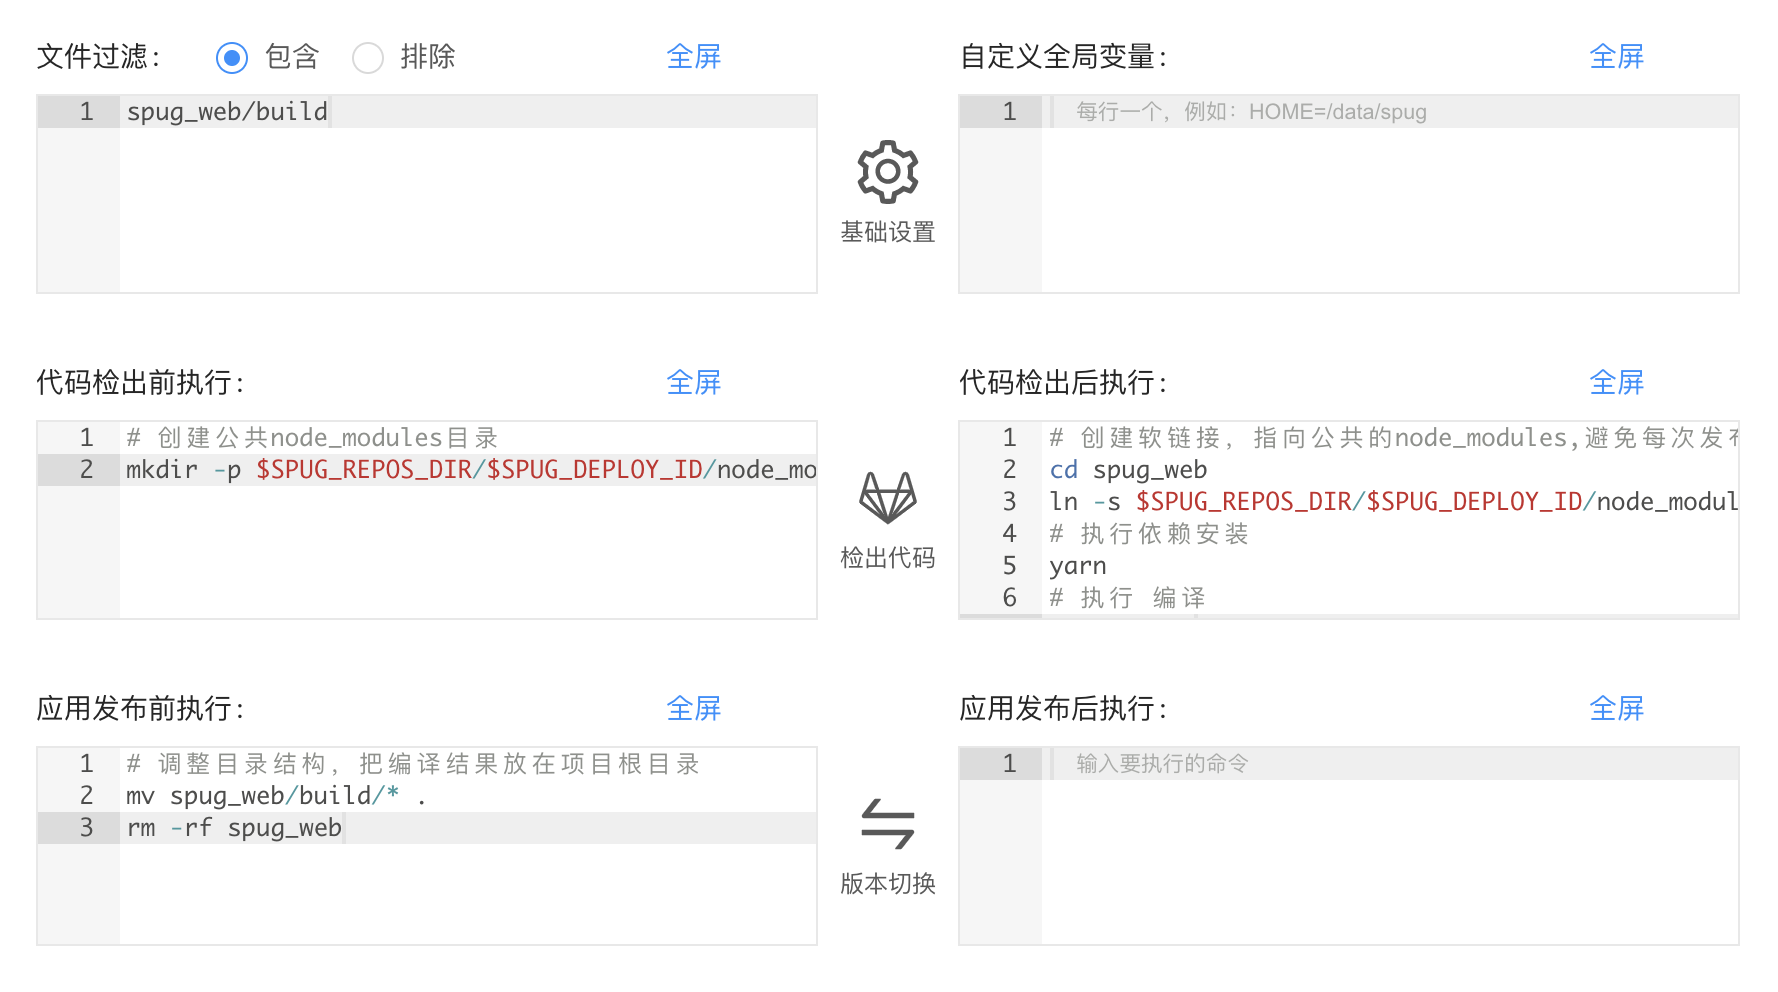 文件过滤： 包含 排除 全屏
1 spug_web/build
自定义全局变量： 全屏
1 每行一个，例如：HOME=/data/spug
基础设置
代码检出前执行： 全屏
1 # 创建公共node_modules目录
2 mkdir -p $SPUG_REPOS_DIR/$SPUG_DEPLOY_ID/node_mo
检出代码
代码检出后执行： 全屏
1 # 创建软链接，指向公共的node_modules,避免每次发布
2 cd spug_web
3 ln -s $SPUG_REPOS_DIR/$SPUG_DEPLOY_ID/node_modul
4 # 执行依赖安装
5 yarn
6 # 执行 编译
应用发布前执行： 全屏
1 # 调整目录结构，把编译结果放在项目根目录
2 mv spug_web/build/* .
3 rm -rf spug_web
版本切换
应用发布后执行： 全屏
1 输入要执行的命令